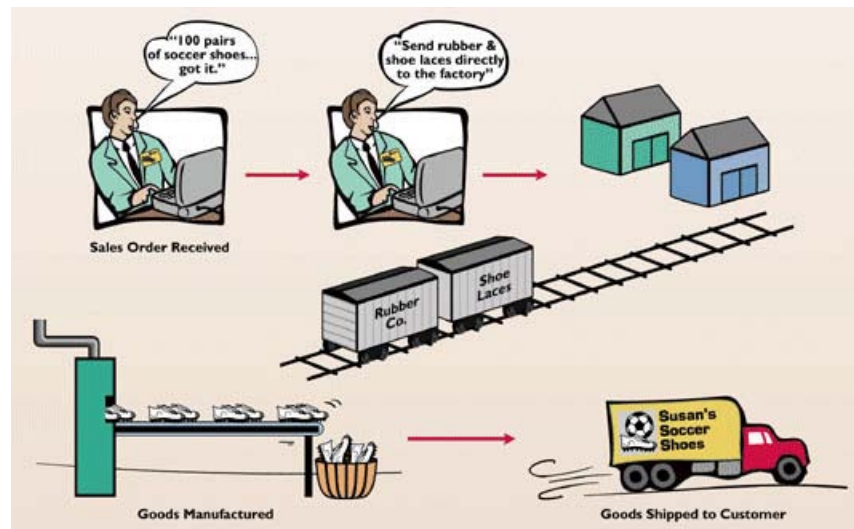 "100 pairs
of soccer shoes...
got it."
"Send rubber &
shoe laces directly
to the factory"
Sales Order Received
Rubber
Co.
Shoe
Laces
Susan's
Soccer
Shoes
Goods Manufactured
Goods Shipped to Customer